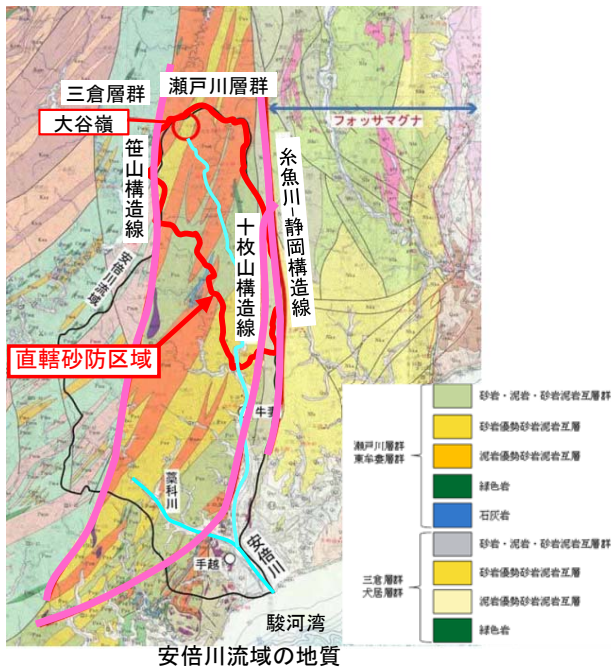 瀬戸川層群
三倉層群
大谷嶺
フォッサマグナ
笹山構造線
糸魚川-静岡構造線
十枚山構造線
安倍川流域
直轄砂防区域
牛妻
藁科川
安倍川
手越
駿河湾
安倍川流域の地質
瀬戸川層群
東牟婁層群
砂岩・泥岩・砂岩泥岩互層群
砂岩優勢砂岩泥岩互層
泥岩優勢砂岩泥岩互層
緑色岩
石灰岩
三倉層群
犬居層群
砂岩・泥岩・砂岩泥岩互層群
砂岩優勢砂岩泥岩互層
泥岩優勢砂岩泥岩互層
緑色岩